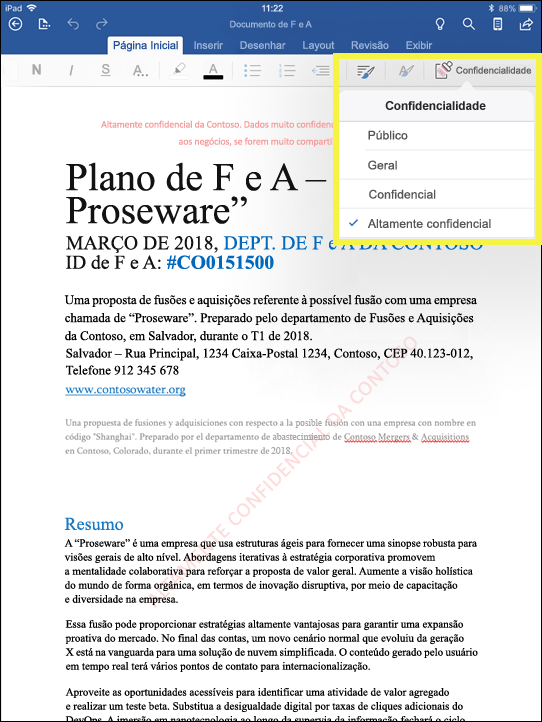 iPad
11:22
88%
Documento de F e A
Página Inicial Inserir Desenhar Layout Revisão Exibir
N I S A..
A
Confidencialidade
Confidencialidade
Público
Geral
Confidencial
Altamente confidencial
Altamente confidencial da Contoso. Dados muito
aos negócios, se forem muito
Plano de F e A –
Proseware”
MARÇO DE 2018, DEPT. DE F e A DA CONTOSO
ID de F e A: #CO0151500
Uma proposta de fusões e aquisições referente à possível fusão com uma empresa
chamada de “Proseware”. Preparado pelo departamento de Fusões e Aquisições
da Contoso, em Salvador, durante o T1 de 2018.
Salvador – Rua Principal, 1234 Caixa-Postal 1234, Contoso, CEP 40.123-012,
Telefone 912 345 678
www.contosowater.org
Una propuesta de fusiones y adquisiciones con respecto a la posible fusión con una empresa con nombre en
código "Shanghai". Preparado por el departamento de abastecimiento de Contoso Mergers & Acquisitions
en Contoso, Colorado, durante el primer trimestre de 2018.
CONFIDENCIAL DA CONTOSO
Resumo
A “Proseware” é uma empresa que usa estruturas ágeis para fornecer uma sinopse robusta para
visões gerais de alto nível. Abordagens iterativas à estratégia corporativa promovem
a mentalidade colaborativa para reforçar a proposta de valor geral. Aumente a visão holística
do mundo de forma orgânica, em termos de inovação disruptiva, por meio de capacitação
e diversidade na empresa.
Essa fusão pode proporcionar estratégias altamente vantajosas para garantir uma expansão
proativa do mercado. No final das contas, um novo cenário normal que evoluiu da geração
X está na vanguarda para uma solução de nuvem simplificada. O conteúdo gerado pelo usuário
em tempo real terá vários pontos de contato para internacionalização.
Aproveite as oportunidades acessíveis para identificar uma atividade de valor agregado
e realizar um teste beta. Substitua a desigualdade digital por taxas de cliques adicionais do
DevOps. A imersão em nanotecnologia ao longo da supervia da informação fechará o ciclo